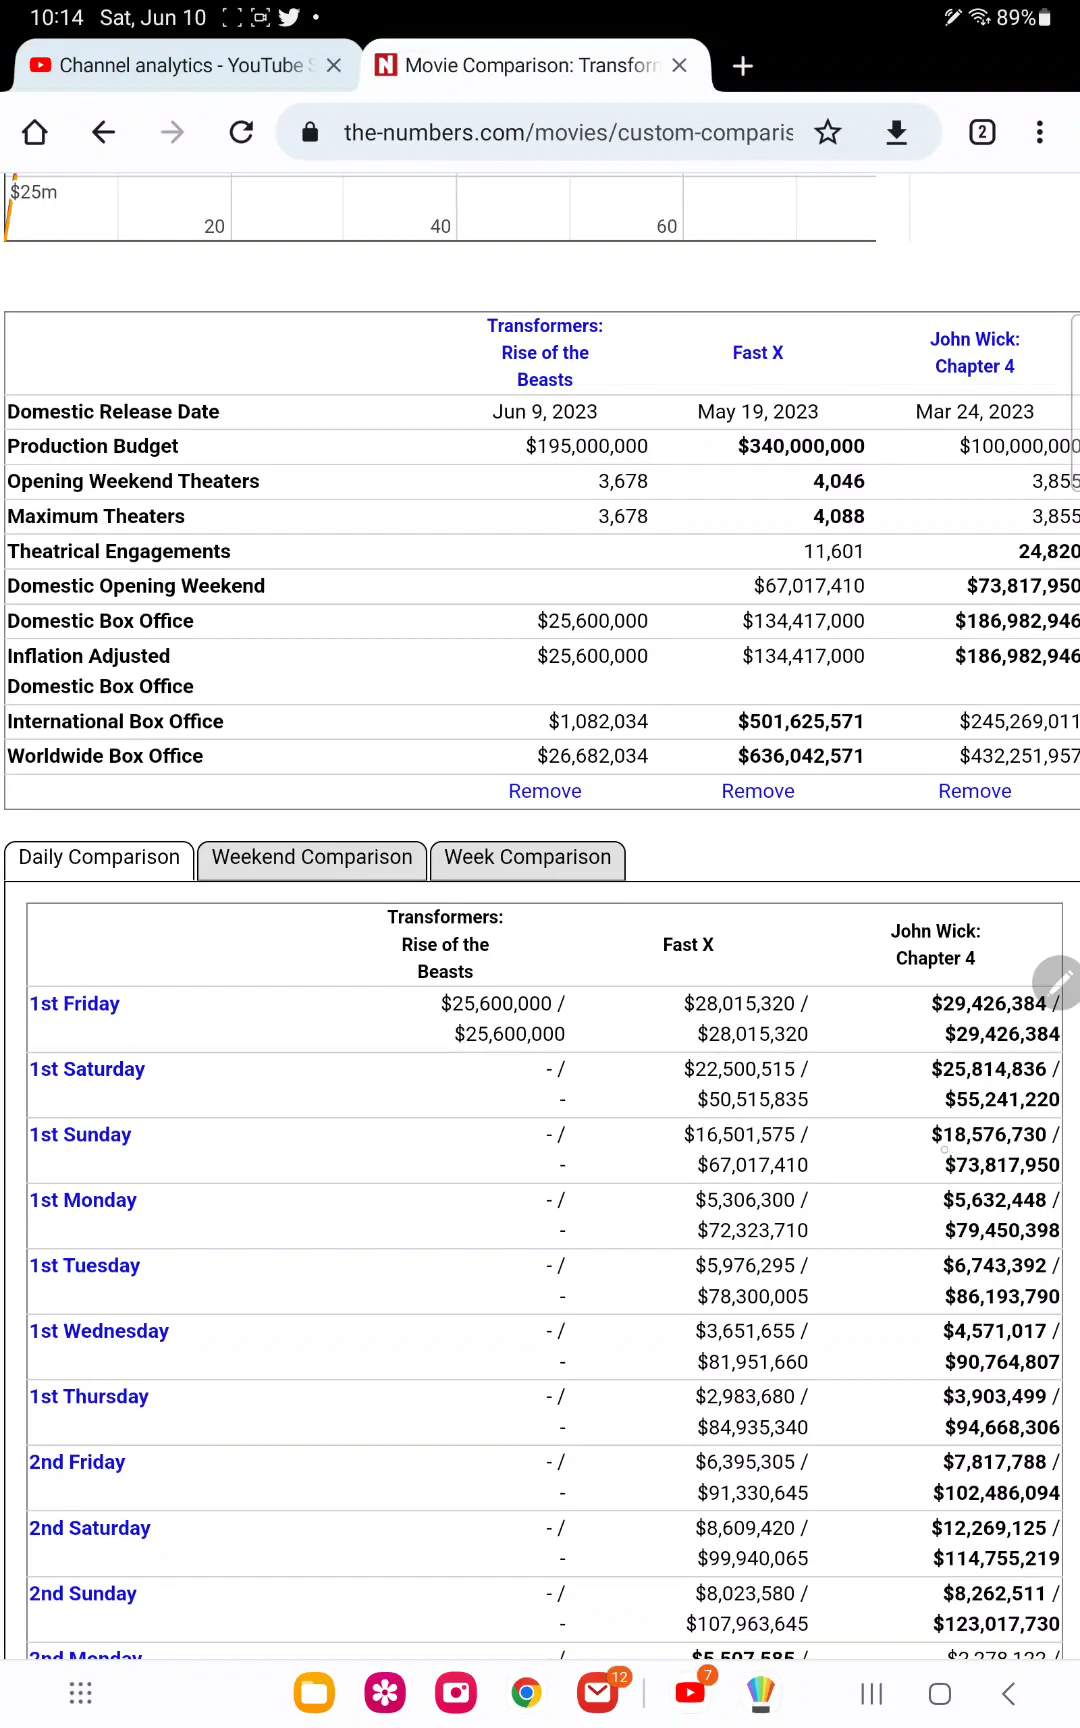 10:14 Sat, Jun 10 89%
Channel analytics - YouTube S
Movie Comparison: Transforn
the-numbers.com/movies/custom-comparis 2
$25m
20 40 60
Transformers:
Rise of the
Beasts
Fast X
John Wick:
Chapter 4
Domestic Release Date Jun 9, 2023 May 19, 2023 Mar 24, 2023
Production Budget $195,000,000 $340,000,000 $100,000,000
Opening Weekend Theaters 3,678 4,046 3,855
Maximum Theaters 3,678 4,088 3,855
Theatrical Engagements 11,601 24,820
Domestic Opening Weekend $67,017,410 $73,817,950
Domestic Box Office $25,600,000 $134,417,000 $186,982,946
Inflation Adjusted $25,600,000 $134,417,000 $186,982,946
Domestic Box Office
International Box Office $1,082,034 $501,625,571 $245,269,011
Worldwide Box Office $26,682,034 $636,042,571 $432,251,957
Remove Remove Remove
Daily Comparison Weekend Comparison Week Comparison
Transformers:
Rise of the
Beasts
Fast X
John Wick:
Chapter 4
1st Friday $25,600,000 / $28,015,320 / $29,426,384 /
$25,600,000 $28,015,320 $29,426,384
1st Saturday - / $22,500,515 / $25,814,836 /
- $50,515,835 $55,241,220
1st Sunday - / $16,501,575 / $18,576,730 /
- $67,017,410 $73,817,950
1st Monday - / $5,306,300 / $5,632,448 /
- $72,323,710 $79,450,398
1st Tuesday - / $5,976,295 / $6,743,392 /
- $78,300,005 $86,193,790
1st Wednesday - / $3,651,655 / $4,571,017 /
- $81,951,660 $90,764,807
1st Thursday - / $2,983,680 / $3,903,499 /
- $84,935,340 $94,668,306
2nd Friday - / $6,395,305 / $7,817,788 /
- $91,330,645 $102,486,094
2nd Saturday - / $8,609,420 / $12,269,125 /
- $99,940,065 $114,755,219
2nd Sunday - / $8,023,580 / $8,262,511 /
- $107,963,645 $123,017,730
2nd Monday / $5,507,585 / $2,278,122 /
12 7